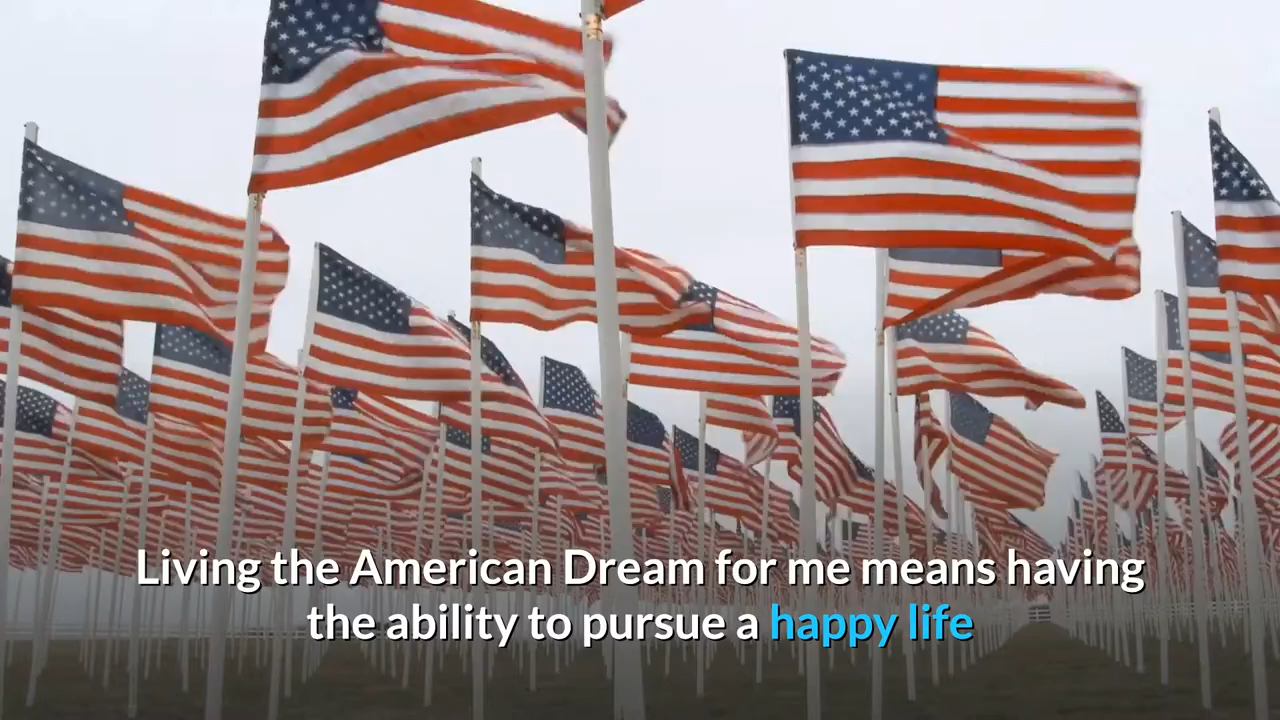 Living the American Dream for me means having
the ability to pursue a happy life